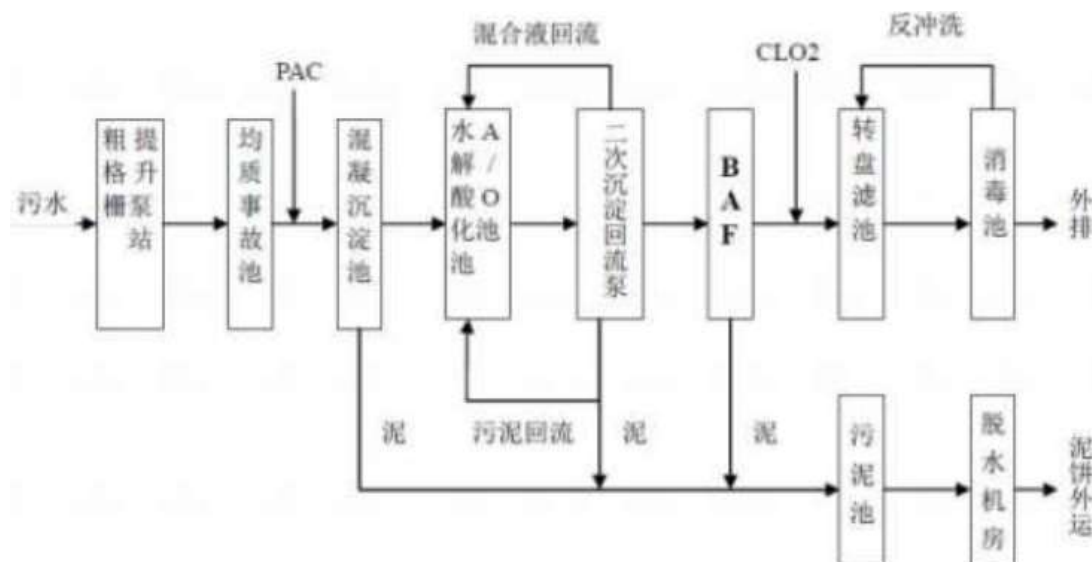 混合液回流
反冲洗
PAC
CLO2
污水
粗格栅
提升泵站
均质事故池
混凝沉淀池
水解酸化池
A/O池
二次沉淀回流泵
BAF
转盘滤池
消毒池
外排
泥
污泥回流
泥
泥
污泥池
脱水机房
泥饼外运